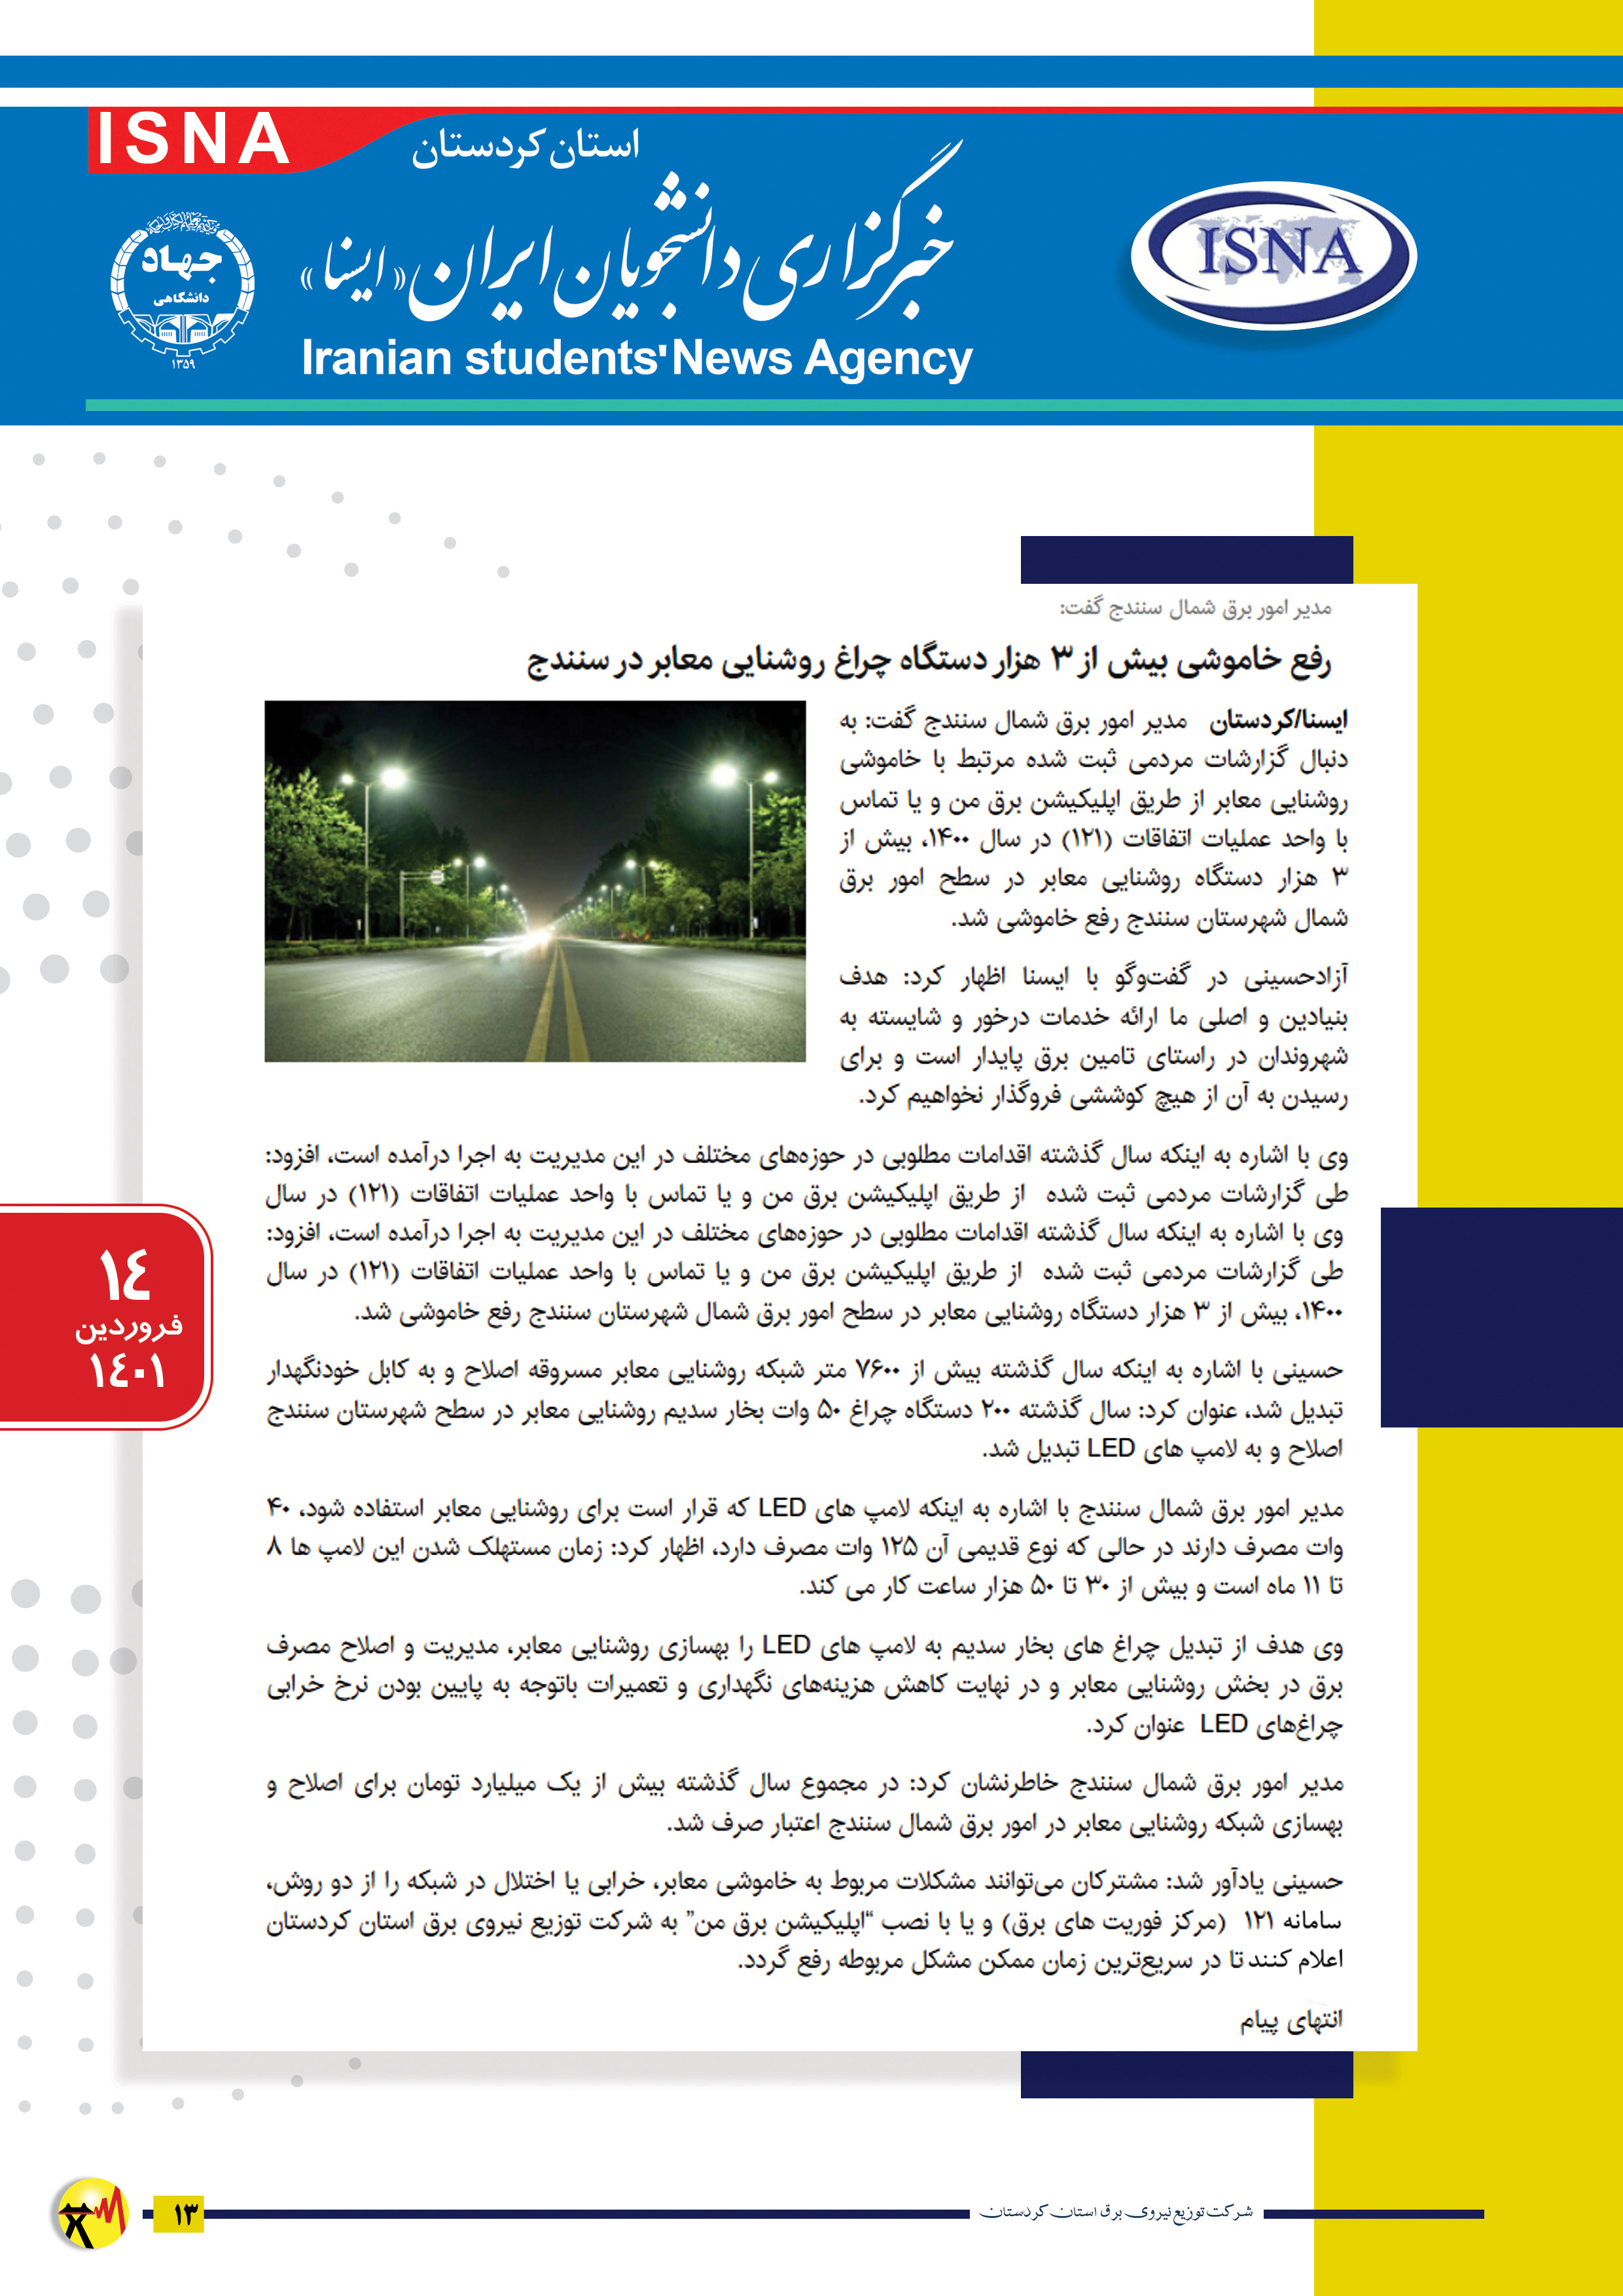 ISNA
استان کردستان
خبرگزاری دانشجویان ایران «ایسنا»
Iranian students' News Agency
ISNA
جهاد
دانشگاهی
۱۳۵۹
مدیر امور برق شمال سنندج گفت:
رفع خاموشی بیش از ۳ هزار دستگاه چراغ روشنایی معابر در سنندج
ایسنا/کردستان مدیر امور برق شمال سنندج گفت: به
دنبال گزارشات مردمی ثبت شده مرتبط با خاموشی
روشنایی معابر از طریق اپلیکیشن برق من و یا تماس
با واحد عملیات اتفاقات (۱۲۱) در سال ۱۴۰۰، بیش از
۳ هزار دستگاه روشنایی معابر در سطح امور برق
شمال شهرستان سنندج رفع خاموشی شد.
آزادحسینی در گفت‌وگو با ایسنا اظهار کرد: هدف
بنیادین و اصلی ما ارائه خدمات درخور و شایسته به
شهروندان در راستای تامین برق پایدار است و برای
رسیدن به آن از هیچ کوششی فروگذار نخواهیم کرد.
وی با اشاره به اینکه سال گذشته اقدامات مطلوبی در حوزه‌های مختلف در این مدیریت به اجرا درآمده است، افزود:
طی گزارشات مردمی ثبت شده از طریق اپلیکیشن برق من و یا تماس با واحد عملیات اتفاقات (۱۲۱) در سال
وی با اشاره به اینکه سال گذشته اقدامات مطلوبی در حوزه‌های مختلف در این مدیریت به اجرا درآمده است، افزود:
طی گزارشات مردمی ثبت شده از طریق اپلیکیشن برق من و یا تماس با واحد عملیات اتفاقات (۱۲۱) در سال
۱۴۰۰، بیش از ۳ هزار دستگاه روشنایی معابر در سطح امور برق شمال شهرستان سنندج رفع خاموشی شد.
حسینی با اشاره به اینکه سال گذشته بیش از ۷۶۰۰ متر شبکه روشنایی معابر مسروقه اصلاح و به کابل خودنگهدار
تبدیل شد، عنوان کرد: سال گذشته ۲۰۰ دستگاه چراغ ۵۰ وات بخار سدیم روشنایی معابر در سطح شهرستان سنندج
اصلاح و به لامپ های LED تبدیل شد.
مدیر امور برق شمال سنندج با اشاره به اینکه لامپ های LED که قرار است برای روشنایی معابر استفاده شود، ۴۰
وات مصرف دارند در حالی که نوع قدیمی آن ۱۲۵ وات مصرف دارد، اظهار کرد: زمان مستهلک شدن این لامپ ها ۸
تا ۱۱ ماه است و بیش از ۳۰ تا ۵۰ هزار ساعت کار می کند.
وی هدف از تبدیل چراغ های بخار سدیم به لامپ های LED را بهسازی روشنایی معابر، مدیریت و اصلاح مصرف
برق در بخش روشنایی معابر و در نهایت کاهش هزینه‌های نگهداری و تعمیرات باتوجه به پایین بودن نرخ خرابی
چراغ‌های LED عنوان کرد.
مدیر امور برق شمال سنندج خاطرنشان کرد: در مجموع سال گذشته بیش از یک میلیارد تومان برای اصلاح و
بهسازی شبکه روشنایی معابر در امور برق شمال سنندج اعتبار صرف شد.
حسینی یادآور شد: مشترکان می‌توانند مشکلات مربوط به خاموشی معابر، خرابی یا اختلال در شبکه را از دو روش،
سامانه ۱۲۱ (مرکز فوریت های برق) و یا با نصب "اپلیکیشن برق من" به شرکت توزیع نیروی برق استان کردستان
اعلام کنند تا در سریع‌ترین زمان ممکن مشکل مربوطه رفع گردد.
انتهای پیام
١٤
فروردین
١٤٠١
شرکت توزیع نیروی برق استان کردستان
۱۳